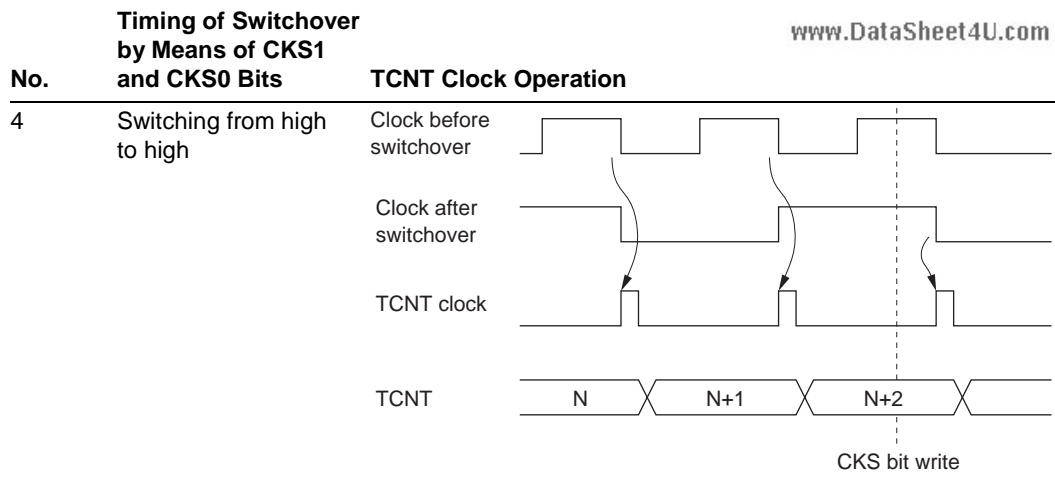 www.DataSheet4U.com
Timing of Switchover
by Means of CKS1
No. and CKS0 Bits TCNT Clock Operation
4 Switching from high
to high
Clock before
switchover
Clock after
switchover
TCNT clock
TCNT N N+1 N+2
CKS bit write